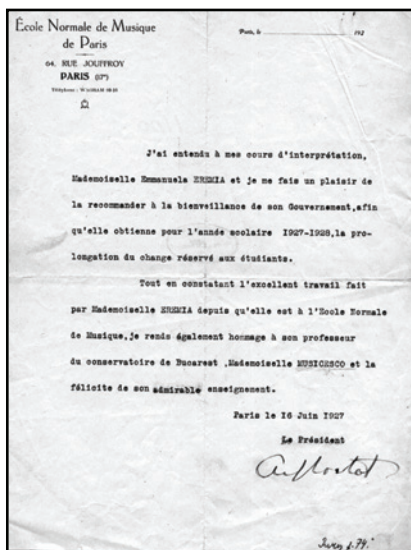 École Normale de Musique
de Paris
64, RUE JOUFFROY
PARIS (17e)
Téléphone : WAGRAM
Paris, le 192
J'ai entendu à mes cours d'interprétation,
Mademoiselle Emmanuela EREMIA et je me fais un plaisir de
la recommander à la bienveillance de son Gouvernement,afin
qu'elle obtienne pour l'année scolaire 1927-1928,la pro-
longation du change réservé aux étudiants.
Tout en constatant l'excellent travail fait
par Mademoiselle EREMIA depuis qu'elle est à l'Ecole Normale
de Musique,je rends également hommage à son professeur
du conservatoire de Bucarest ,Mademoiselle MUSICESCO et la
félicite de son admirable enseignement.
Paris le 16 Juin 1927
Le Président